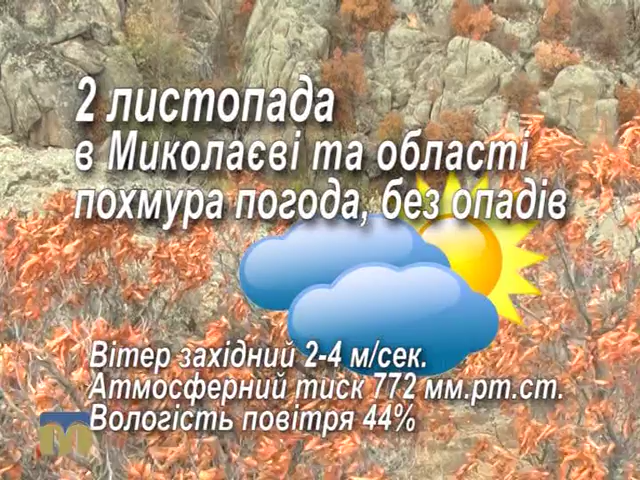 2 листопада
в Миколаєві та області
похмура погода, без опадів
Вітер західний 2-4 м/сек.
Атмосферний тиск 772 мм.рт.ст.
Вологість повітря 44%
М